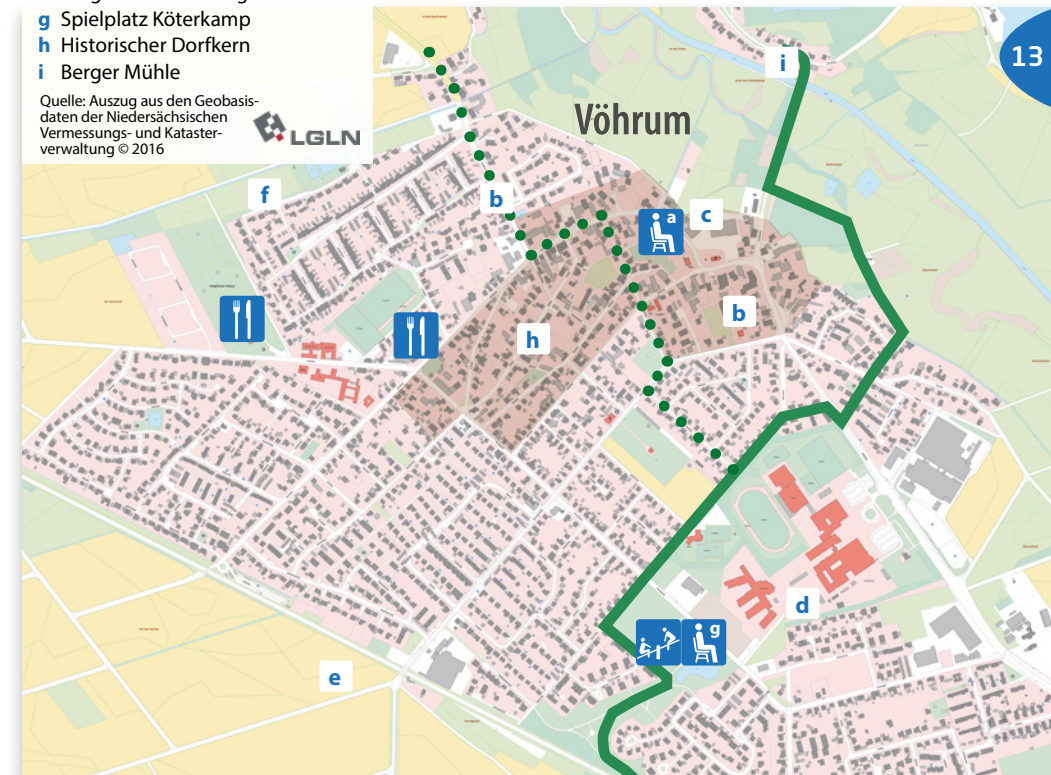 g Spielplatz Köterkamp
h Historischer Dorfkern
i Berger Mühle
Quelle: Auszug aus den Geobasis-
daten der Niedersächsischen
Vermessungs- und Kataster-
verwaltung © 2016
LGLN
13
i
Vöhrum
f
b
a
c
b
h
d
g
e